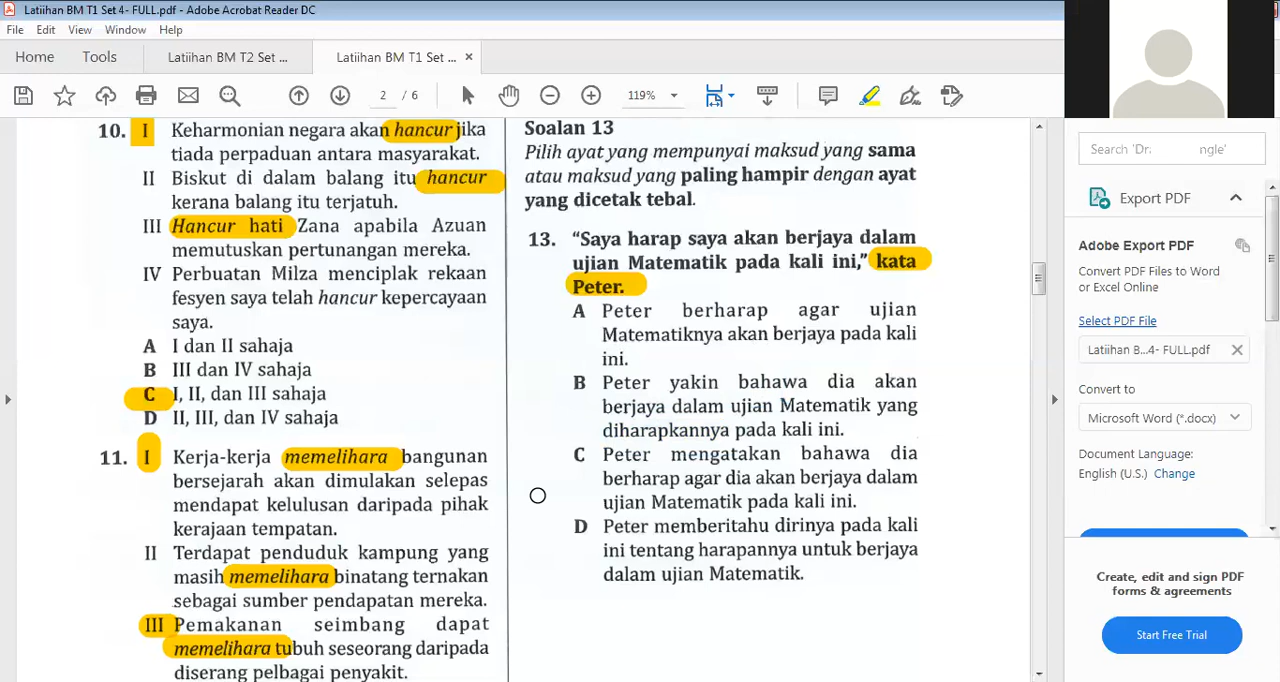 Latiihan BM T1 Set 4- FULL.pdf - Adobe Acrobat Reader DC
File Edit View Window Help
Home Tools Latiihan BM T2 Set ... Latiihan BM T1 Set ... ×
2 / 6 119%
10. I Keharmonian negara akan hancur jika
tiada perpaduan antara masyarakat.
II Biskut di dalam balang itu hancur
kerana balang itu terjatuh.
III Hancur hati Zana apabila Azuan
memutuskan pertunangan mereka.
IV Perbuatan Milza menciplak rekaan
fesyen saya telah hancur kepercayaan
saya.
A I dan II sahaja
B III dan IV sahaja
C I, II, dan III sahaja
D II, III, dan IV sahaja
11. I Kerja-kerja memelihara bangunan
bersejarah akan dimulakan selepas
mendapat kelulusan daripada pihak
kerajaan tempatan.
II Terdapat penduduk kampung yang
masih memelihara binatang ternakan
sebagai sumber pendapatan mereka.
III Pemakanan seimbang dapat
memelihara tubuh seseorang daripada
diserang pelbagai penyakit.
Soalan 13
Pilih ayat yang mempunyai maksud yang sama
atau maksud yang paling hampir dengan ayat
yang dicetak tebal.
13. “Saya harap saya akan berjaya dalam
ujian Matematik pada kali ini,” kata
Peter.
A Peter berharap agar ujian
Matematiknya akan berjaya pada kali
ini.
B Peter yakin bahawa dia akan
berjaya dalam ujian Matematik yang
diharapkannya pada kali ini.
C Peter mengatakan bahawa dia
berharap agar dia akan berjaya dalam
ujian Matematik pada kali ini.
D Peter memberitahu dirinya pada kali
ini tentang harapannya untuk berjaya
dalam ujian Matematik.
Search 'Dr. ngle'
Export PDF
Adobe Export PDF
Convert PDF Files to Word
or Excel Online
Select PDF File
Latiihan B...4- FULL.pdf
Convert to
Microsoft Word (*.docx)
Document Language:
English (U.S.) Change
Create, edit and sign PDF
forms & agreements
Start Free Trial